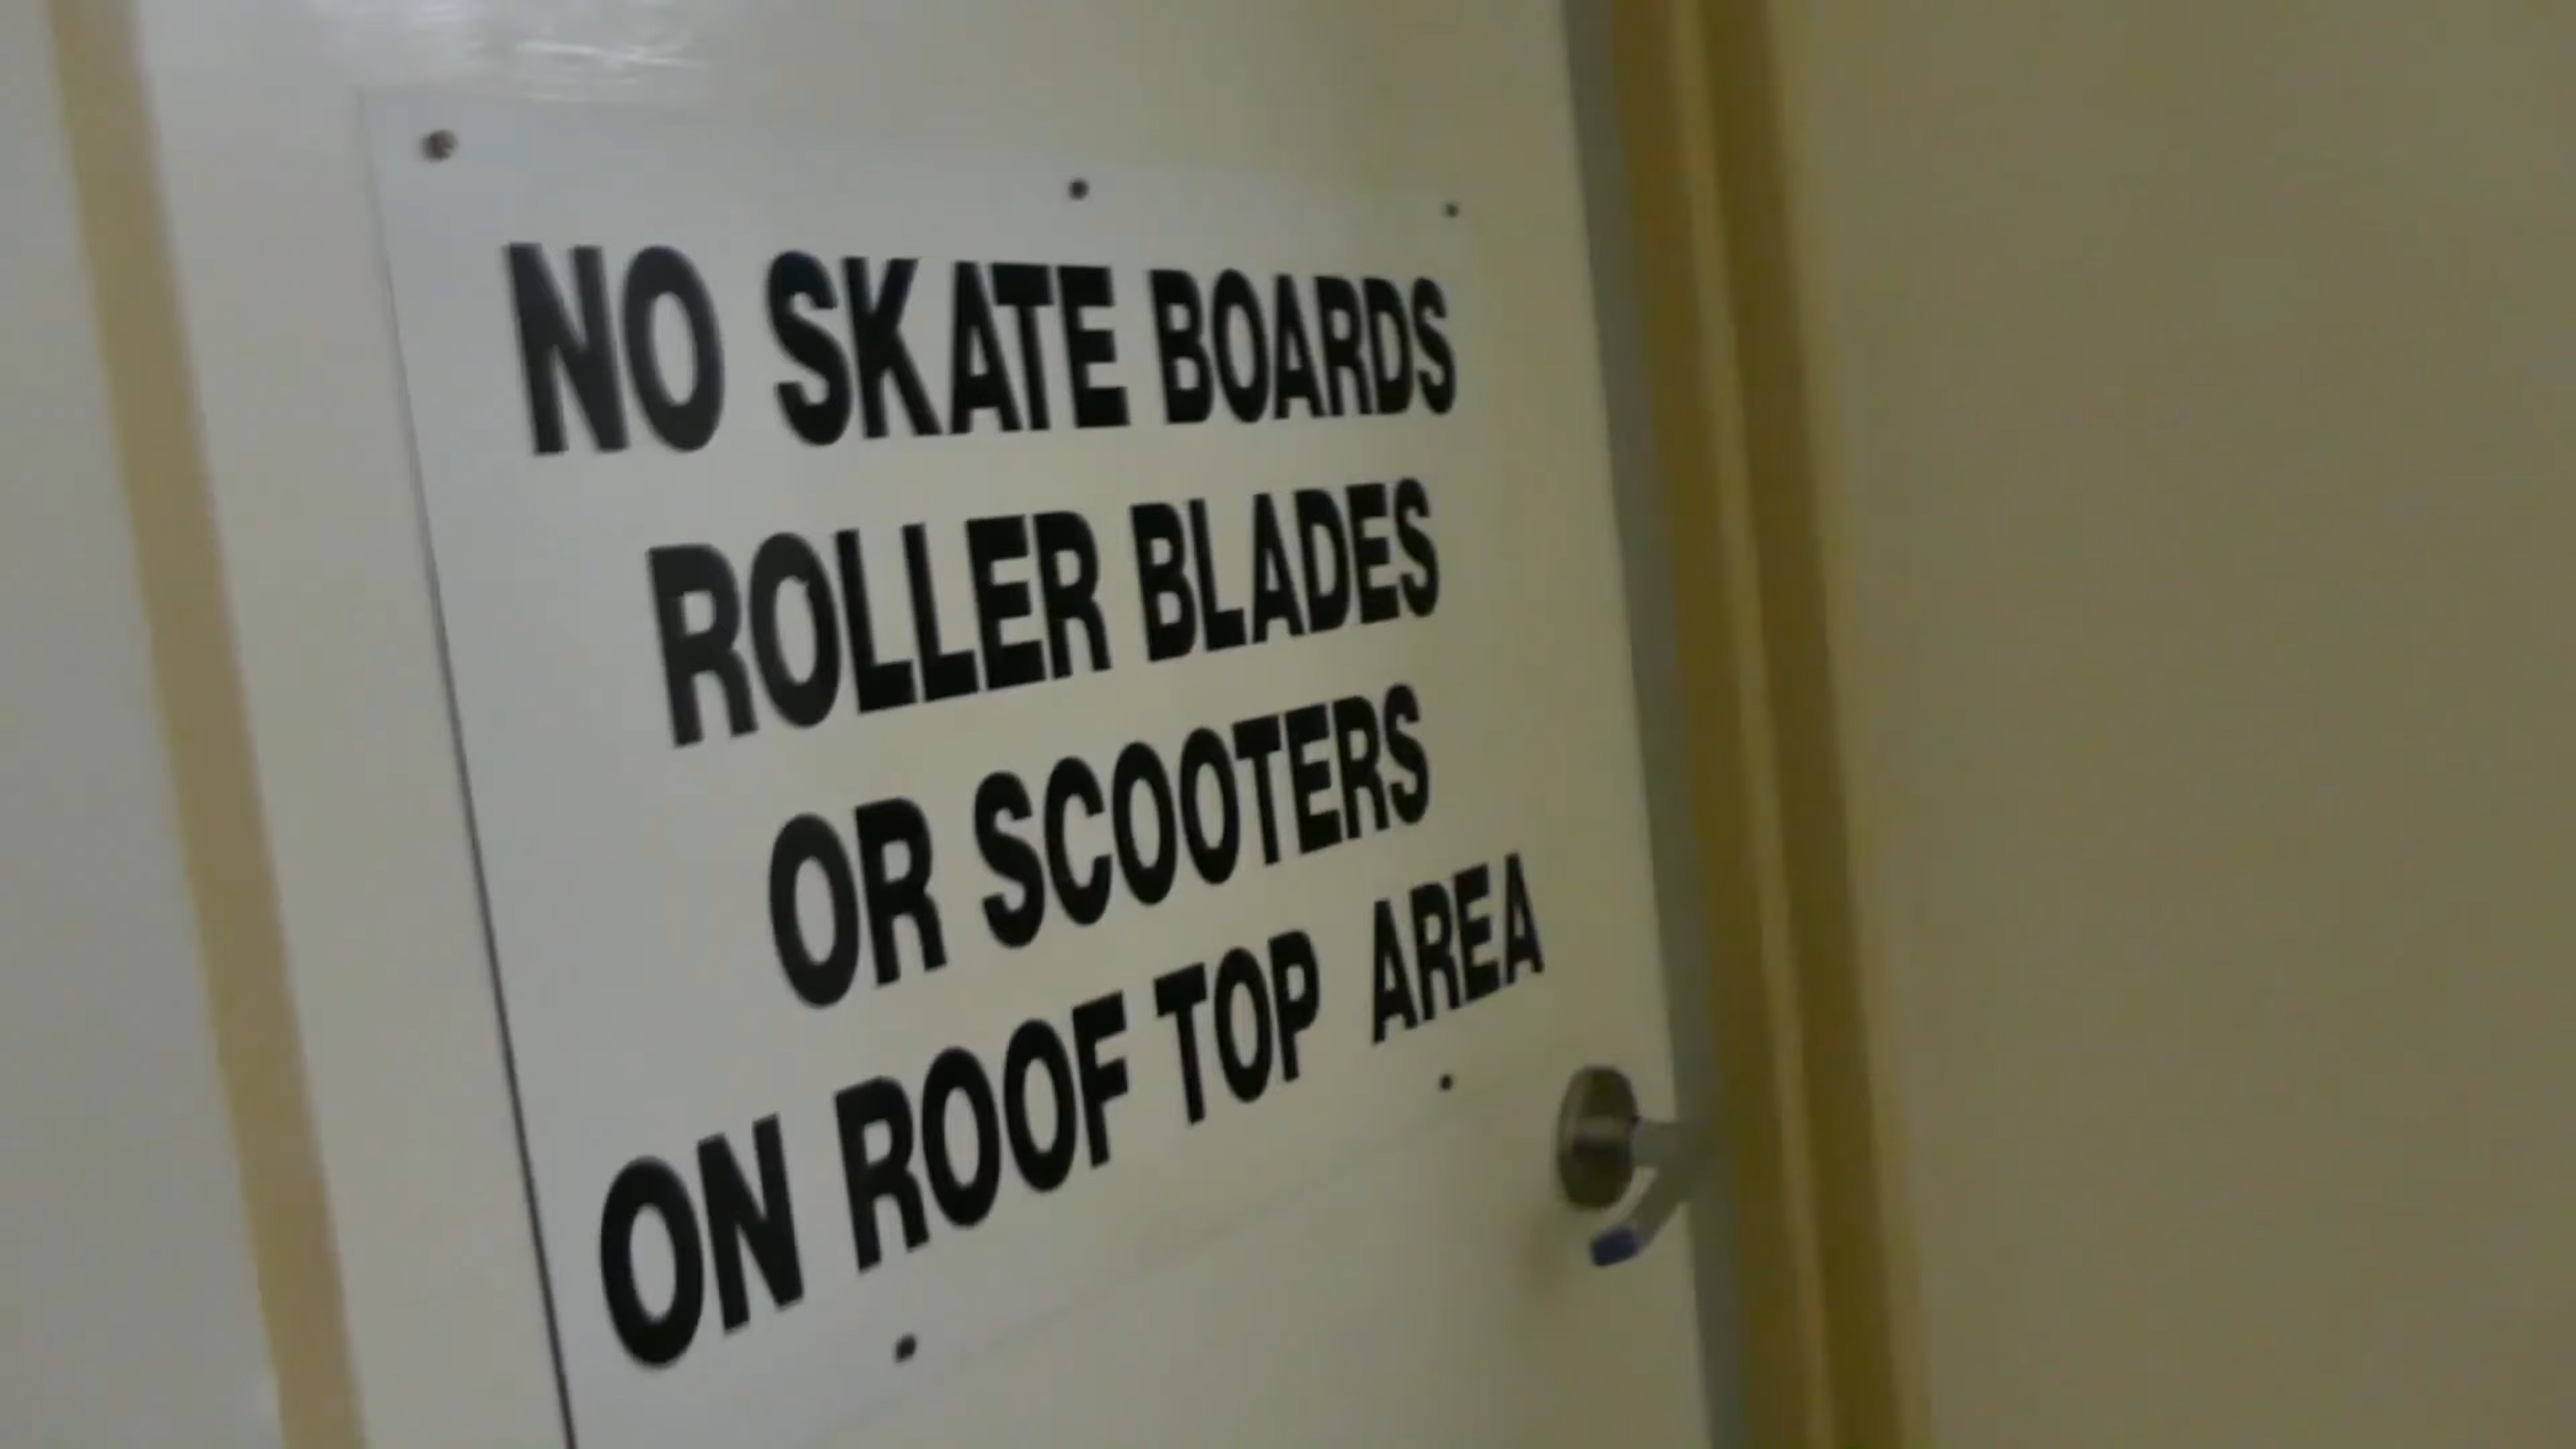 NO SKATE BOARDS
ROLLER BLADES
OR SCOOTERS
ON ROOF TOP AREA